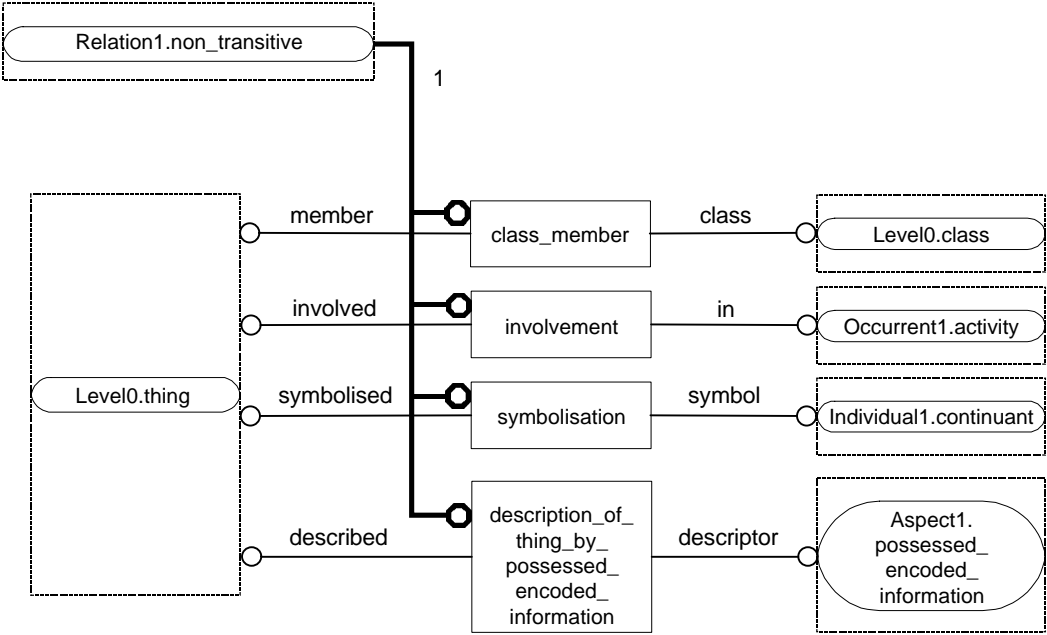 Relation1.non_transitive
1
member
class_member
class
Level0.class
involved
involvement
in
Occurrent1.activity
Level0.thing
symbolised
symbolisation
symbol
Individual1.continuant
described
description_of_
thing_by_
possessed_
encoded_
information
descriptor
Aspect1.
possessed_
encoded_
information